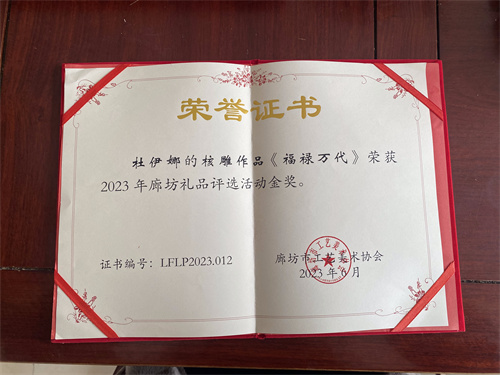 荣誉证书
杜伊娜的核雕作品《福禄万代》荣获
2023年廊坊礼品评选活动金奖。
证书编号：LFLP2023.012
廊坊市工艺美术协会
2023年 月